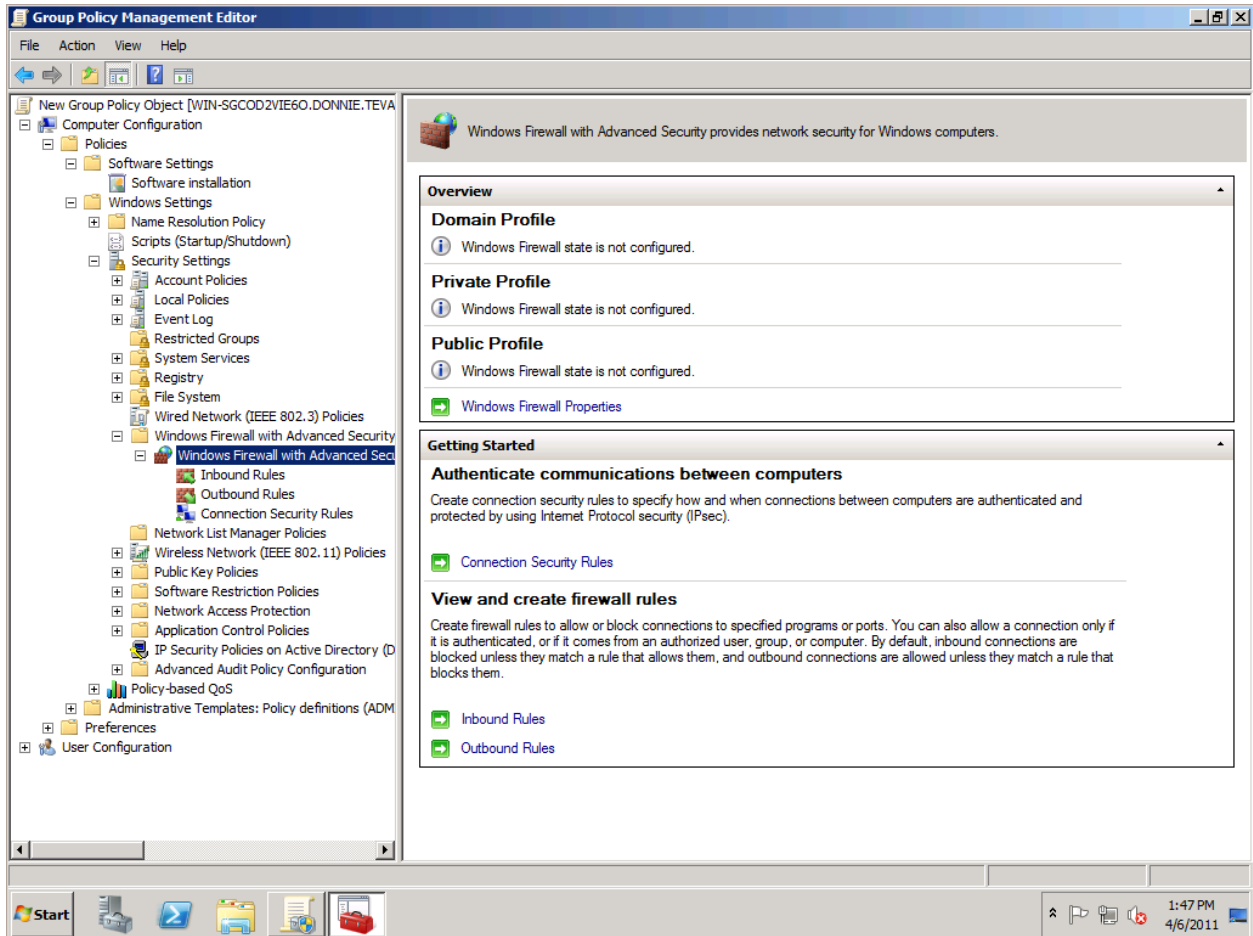 Group Policy Management Editor
File Action View Help
New Group Policy Object [WIN-SGCOD2VIE6O.DONNIE.TEVA
Computer Configuration
Policies
Software Settings
Software installation
Windows Settings
Name Resolution Policy
Scripts (Startup/Shutdown)
Security Settings
Account Policies
Local Policies
Event Log
Restricted Groups
System Services
Registry
File System
Wired Network (IEEE 802.3) Policies
Windows Firewall with Advanced Security
Windows Firewall with Advanced Secu
Inbound Rules
Outbound Rules
Connection Security Rules
Network List Manager Policies
Wireless Network (IEEE 802.11) Policies
Public Key Policies
Software Restriction Policies
Network Access Protection
Application Control Policies
IP Security Policies on Active Directory (D
Advanced Audit Policy Configuration
Policy-based QoS
Administrative Templates: Policy definitions (ADM
Preferences
User Configuration
Windows Firewall with Advanced Security provides network security for Windows computers.
Overview
Domain Profile
Windows Firewall state is not configured.
Private Profile
Windows Firewall state is not configured.
Public Profile
Windows Firewall state is not configured.
Windows Firewall Properties
Getting Started
Authenticate communications between computers
Create connection security rules to specify how and when connections between computers are authenticated and
protected by using Internet Protocol security (IPsec).
Connection Security Rules
View and create firewall rules
Create firewall rules to allow or block connections to specified programs or ports. You can also allow a connection only if
it is authenticated, or if it comes from an authorized user, group, or computer. By default, inbound connections are
blocked unless they match a rule that allows them, and outbound connections are allowed unless they match a rule that
blocks them.
Inbound Rules
Outbound Rules
Start
1:47 PM
4/6/2011